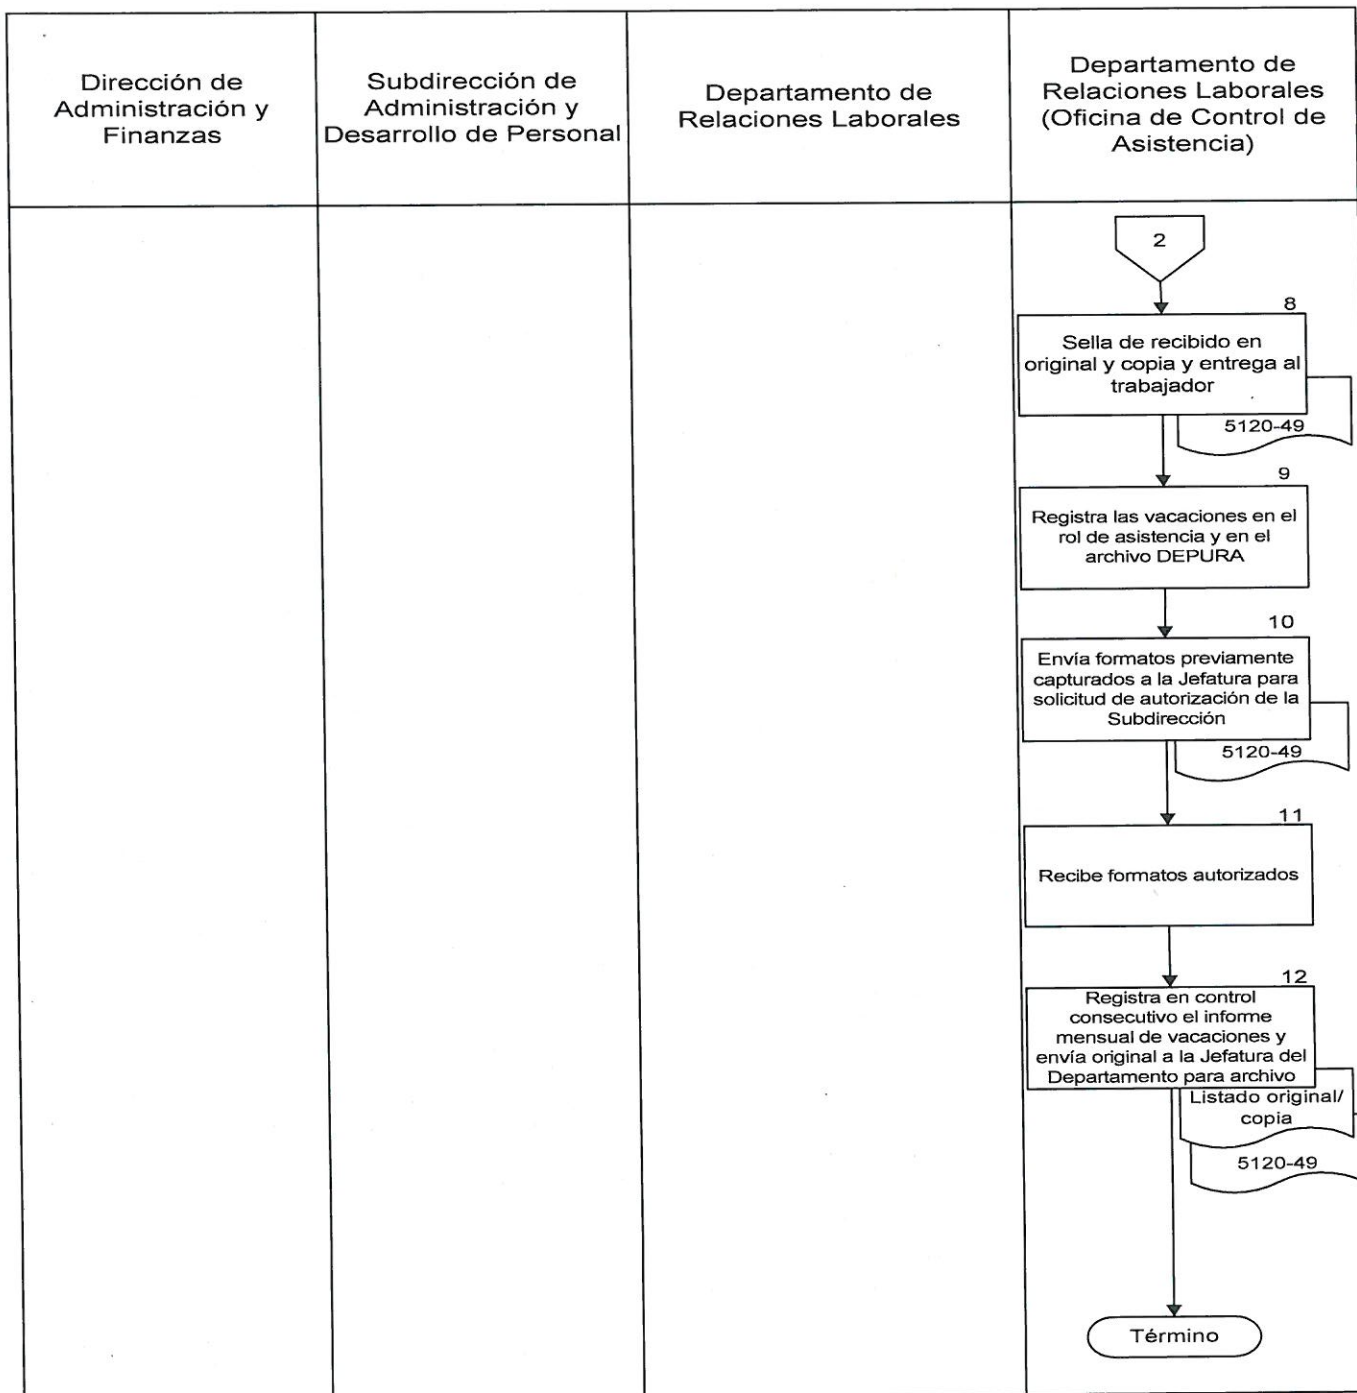 Dirección de
Administración y
Finanzas
Subdirección de
Administración y
Desarrollo de Personal
Departamento de
Relaciones Laborales
Departamento de
Relaciones Laborales
(Oficina de Control de
Asistencia)
2
8
Sella de recibido en
original y copia y entrega al
trabajador
5120-49
9
Registra las vacaciones en el
rol de asistencia y en el
archivo DEPURA
10
Envía formatos previamente
capturados a la Jefatura para
solicitud de autorización de la
Subdirección
5120-49
11
Recibe formatos autorizados
12
Registra en control
consecutivo el informe
mensual de vacaciones y
envía original a la Jefatura del
Departamento para archivo
Listado original/
copia
5120-49
Término